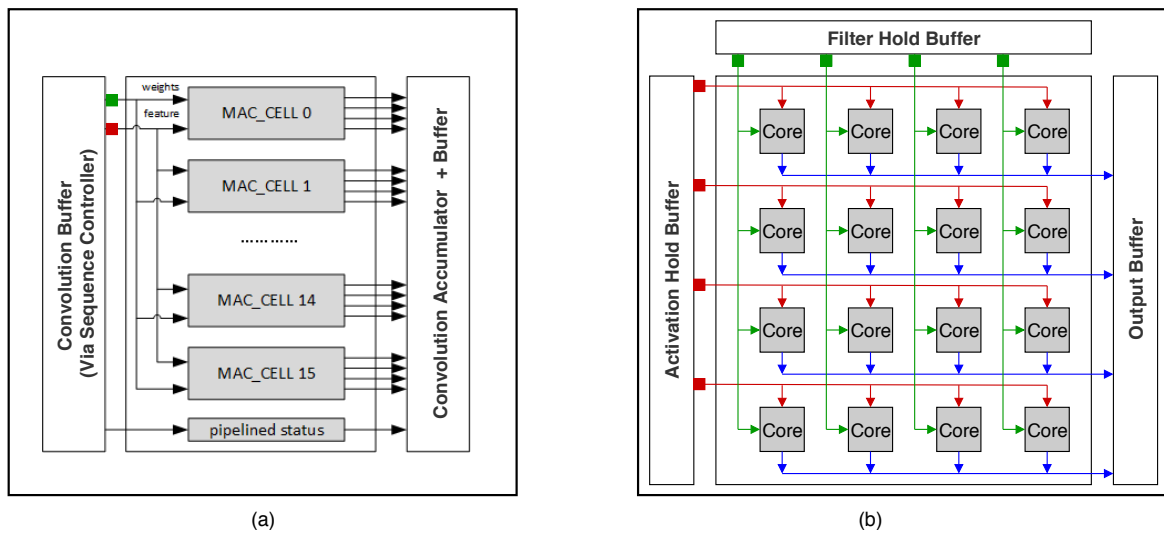 Convolution Buffer
(Via Sequence Controller)
weights
feature
MAC_CELL 0
MAC_CELL 1
…………
MAC_CELL 14
MAC_CELL 15
pipelined status
Convolution Accumulator + Buffer
(a)
Filter Hold Buffer
Activation Hold Buffer
Core Core Core Core
Core Core Core Core
Core Core Core Core
Core Core Core Core
Output Buffer
(b)